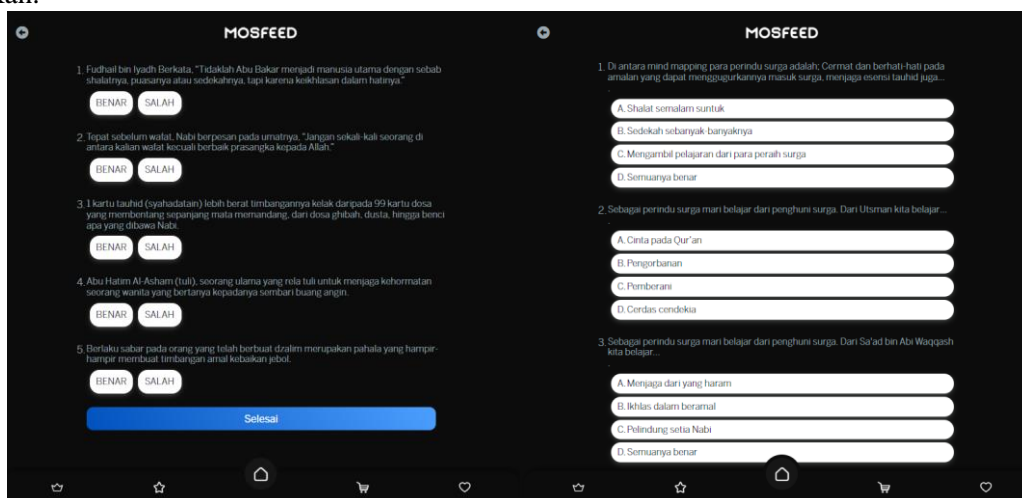 MOSFEED
1. Fudhail bin Iyadh Berkata, "Tidaklah Abu Bakar menjadi manusia utama dengan sebab
shalatnya, puasanya atau sedekahnya, tapi karena keikhlasan dalam hatinya."
BENAR SALAH
2. Tepat sebelum wafat, Nabi berpesan pada umatnya, "Jangan sekali-kali seorang di
antara kalian wafat kecuali berbaik prasangka kepada Allah."
BENAR SALAH
3. 1 kartu tauhid (syahadatain) lebih berat timbangannya kelak daripada 99 kartu dosa
yang membentang sepanjang mata memandang, dari dosa ghibah, dusta, hingga benci
apa yang dibawa Nabi.
BENAR SALAH
4. Abu Hatim Al-Asham (tuli), seorang ulama yang rela tuli untuk menjaga kehormatan
seorang wanita yang bertanya kepadanya sembari buang angin.
BENAR SALAH
5. Berlaku sabar pada orang yang telah berbuat dzalim merupakan pahala yang hampir-
hampir membuat timbangan amal kebaikan jebol.
BENAR SALAH
Selesai
MOSFEED
1. Di antara mind mapping para perindu surga adalah; Cermat dan berhati-hati pada
amalan yang dapat menggugurkannya masuk surga, menjaga esensi tauhid juga...
.
A. Shalat semalam suntuk
B. Sedekah sebanyak-banyaknya
C. Mengambil pelajaran dari para peraih surga
D. Semuanya benar
2. Sebagai perindu surga mari belajar dari penghuni surga. Dari Utsman kita belajar...
.
A. Cinta pada Qur'an
B. Pengorbanan
C. Pemberani
D. Cerdas cendekia
3. Sebagai perindu surga mari belajar dari penghuni surga. Dari Sa'ad bin Abi Waqqash
kita belajar...
.
A. Menjaga dari yang haram
B. Ikhlas dalam beramal
C. Pelindung setia Nabi
D. Semuanya benar